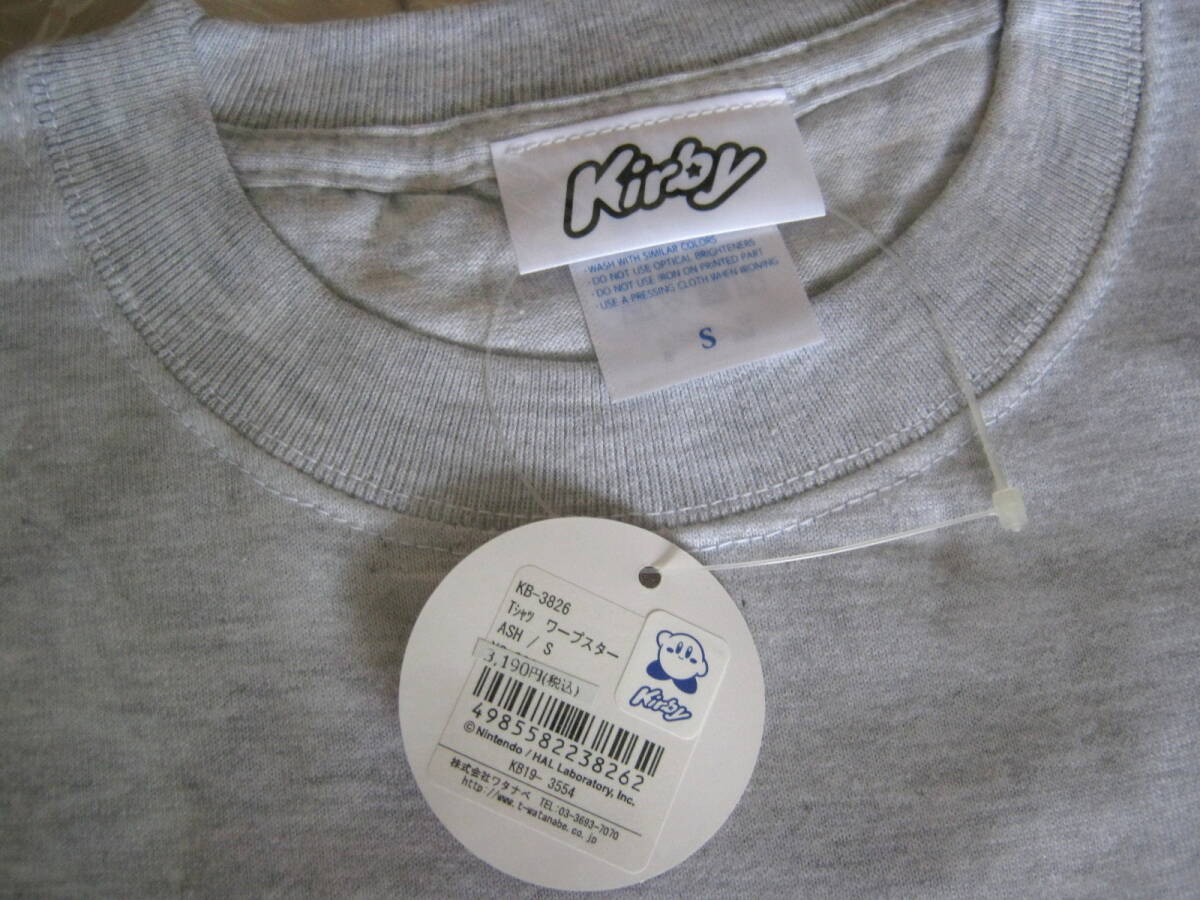 Kirby
WASH WITH SIMILAR COLORS
・DO NOT USE OPTICAL BRIGHTENERS
・DO NOT USE IRON ON PRINTED PART
・USE A PRESSING CLOTH WHEN IRONING
S
KB-3826
Tシャツ ワープスター
ASH / S
3,190円(税込)
4985582238262
© Nintendo / HAL Laboratory, Inc.
KB19- 3554
株式会社ワタナベ TEL:03-3693-7070
http://www.t-watanabe.co.jp
Kirby